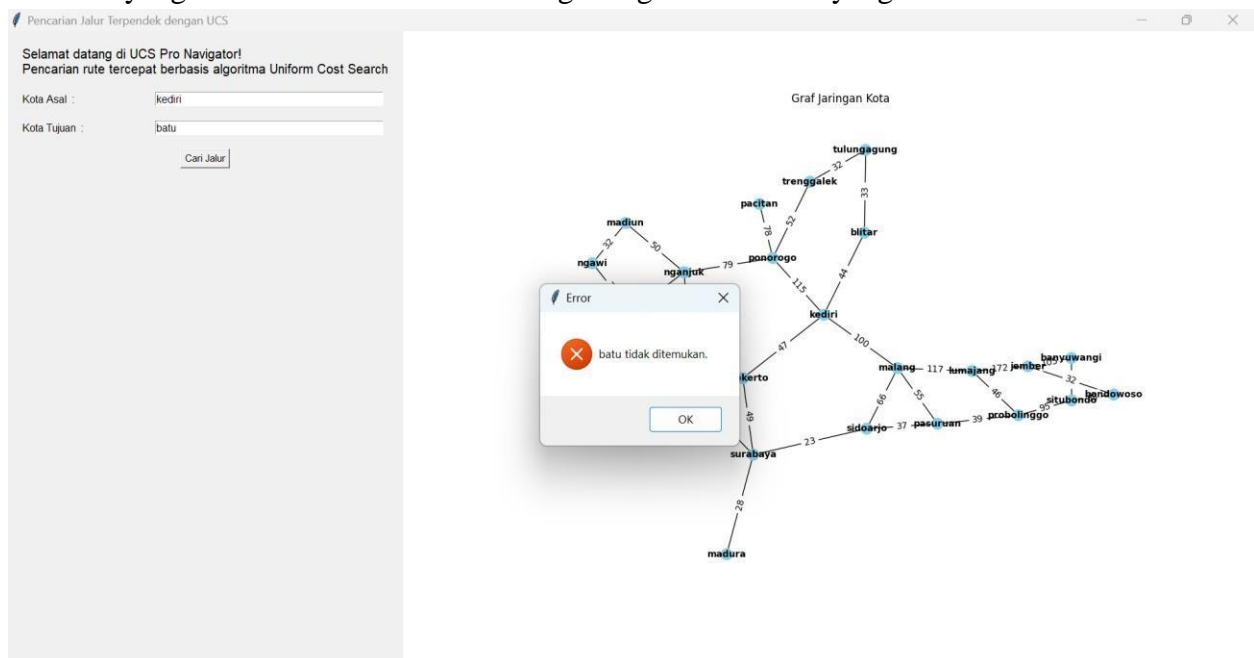 Pencarian Jalur Terpendek dengan UCS
Selamat datang di UCS Pro Navigator!
Pencarian rute tercepat berbasis algoritma Uniform Cost Search
Kota Asal :
kediri
Kota Tujuan :
batu
Cari Jalur
Graf Jaringan Kota
tulungagung
32
trenggalek
33
pacitan
52
madiun
78
blitar
32
50
ngawi
nganjuk
79
ponorogo
44
115
Error
kediri
batu tidak ditemukan.
OK
47
100
kerto
malang
117
lumajang
172
jember
banyuwangi
32
bondowoso
66
55
46
95
situbondo
49
sidoarjo
37
pasuruan
39
probolinggo
surabaya
23
28
madura